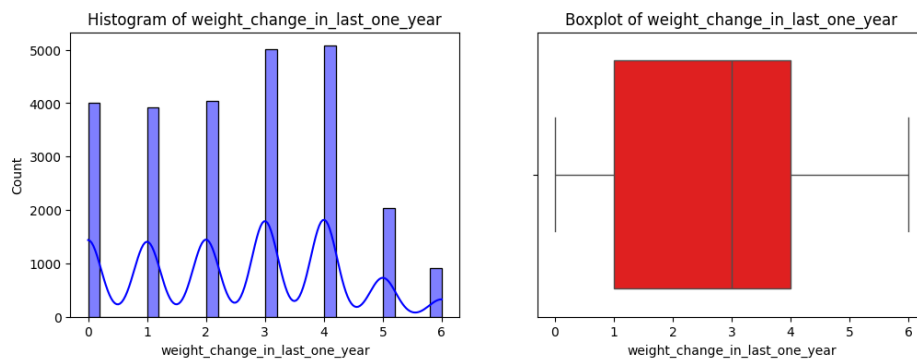 Histogram of weight_change_in_last_one_year
5000
4000
3000
2000
1000
0
Count
0 1 2 3 4 5 6
weight_change_in_last_one_year
Boxplot of weight_change_in_last_one_year
0 1 2 3 4 5 6
weight_change_in_last_one_year